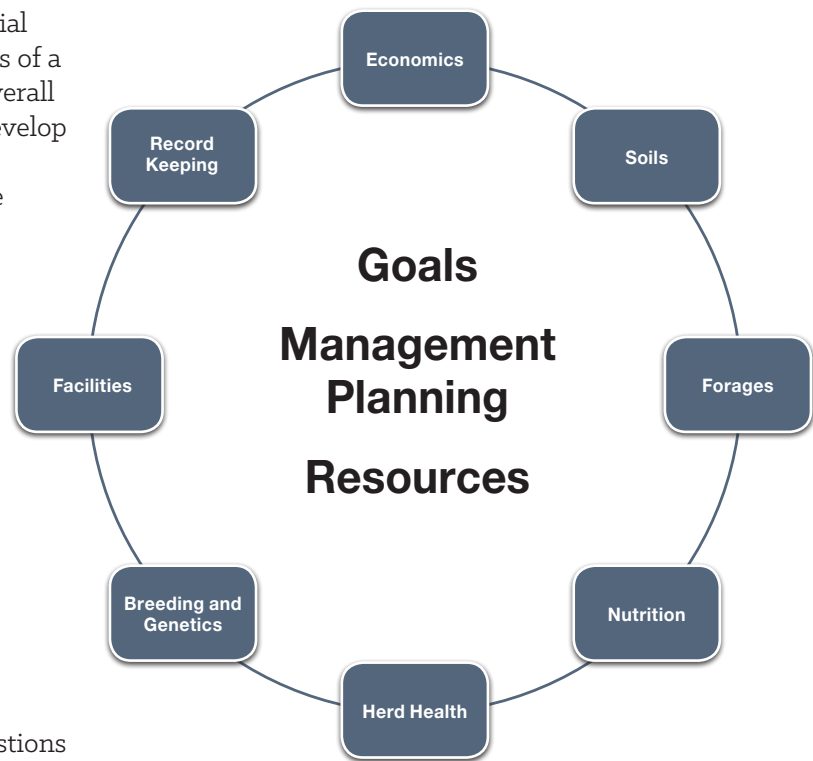 ial
s of a
verall
evelop
e
stions
Economics
Soils
Forages
Nutrition
Herd Health
Breeding and
Genetics
Facilities
Record
Keeping
Goals
Management
Planning
Resources